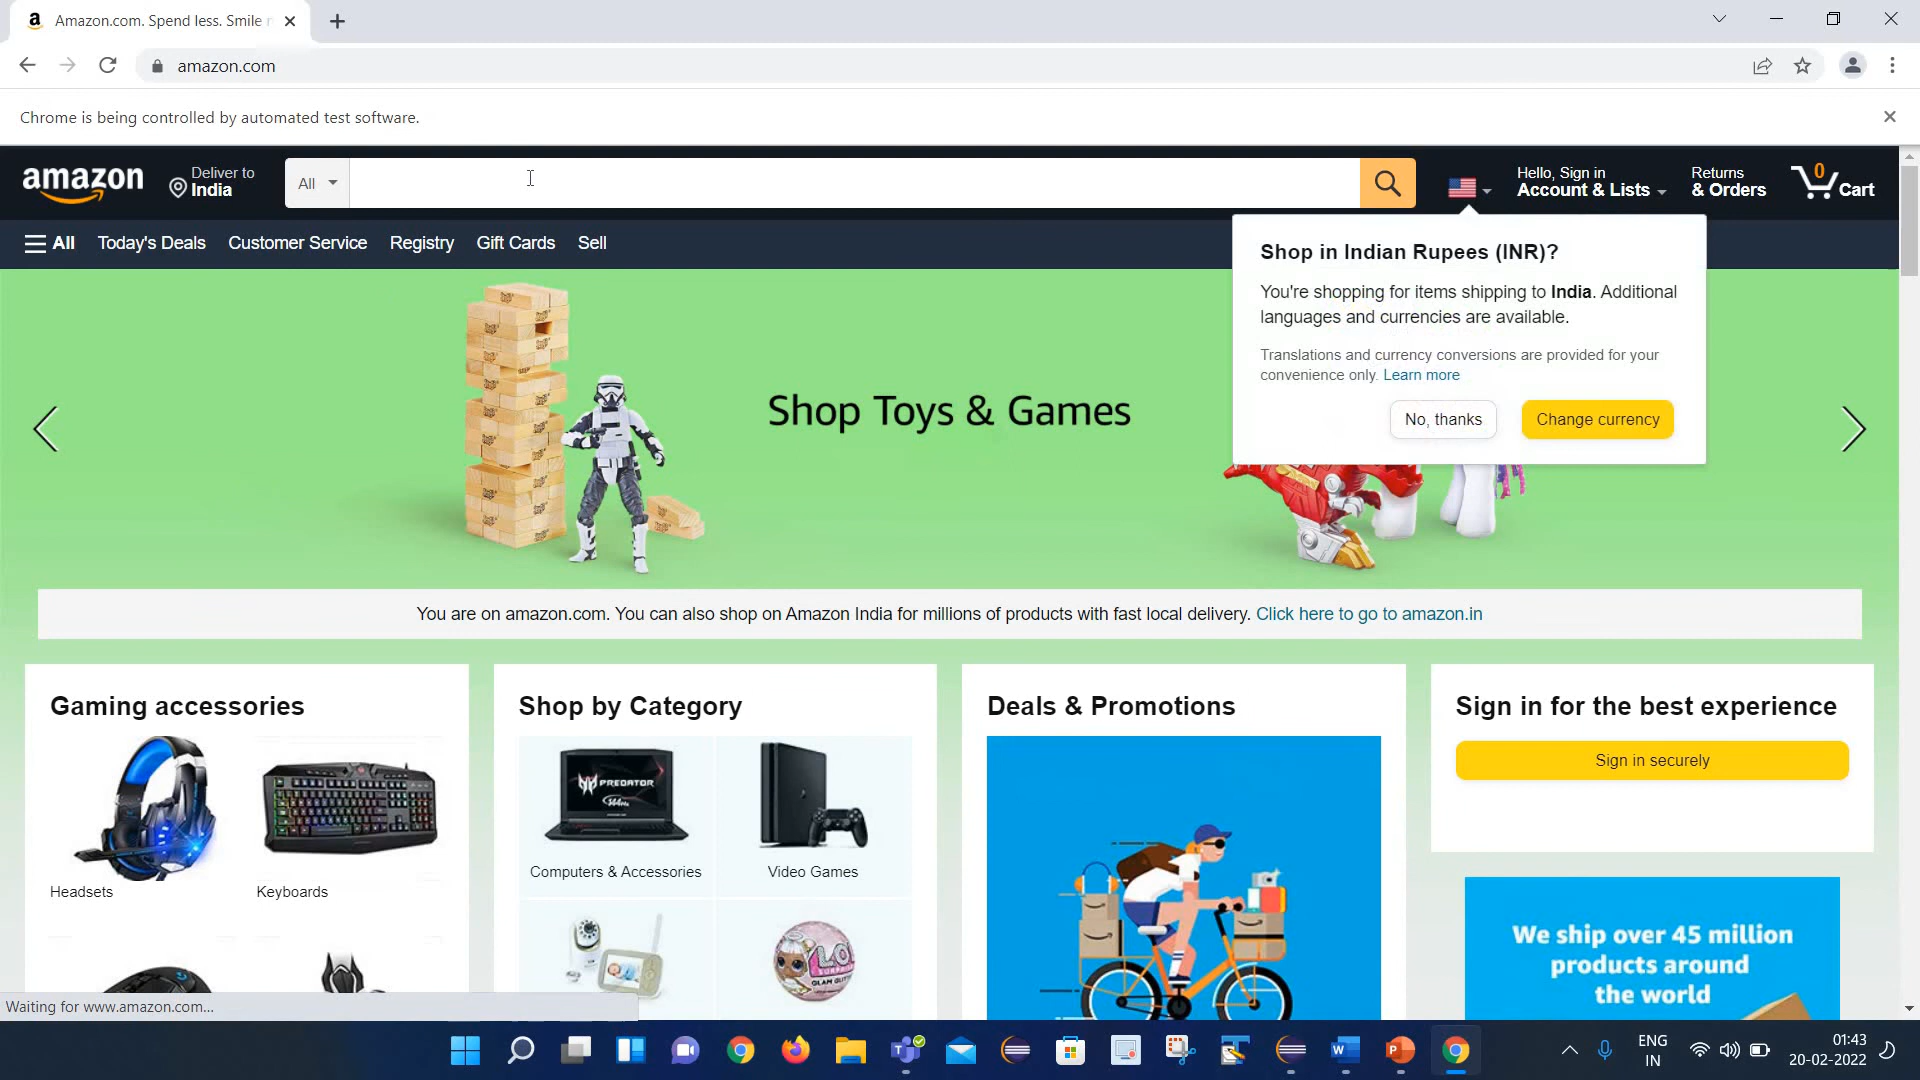 Amazon.com. Spend less. Smile
amazon.com
Chrome is being controlled by automated test software.
amazon
Deliver to
India
All
Hello, Sign in
Account & Lists
Returns
& Orders
0
Cart
All
Today's Deals
Customer Service
Registry
Gift Cards
Sell
Shop in Indian Rupees (INR)?
You're shopping for items shipping to India. Additional
languages and currencies are available.
Translations and currency conversions are provided for your
convenience only. Learn more
No, thanks
Change currency
Shop Toys & Games
You are on amazon.com. You can also shop on Amazon India for millions of products with fast local delivery. Click here to go to amazon.in
Gaming accessories
Headsets
Keyboards
Shop by Category
PREDATOR
144Hz
Computers & Accessories
Video Games
Deals & Promotions
Sign in for the best experience
Sign in securely
We ship over 45 million
products around
the world
Waiting for www.amazon.com...
ENG
IN
01:43
20-02-2022